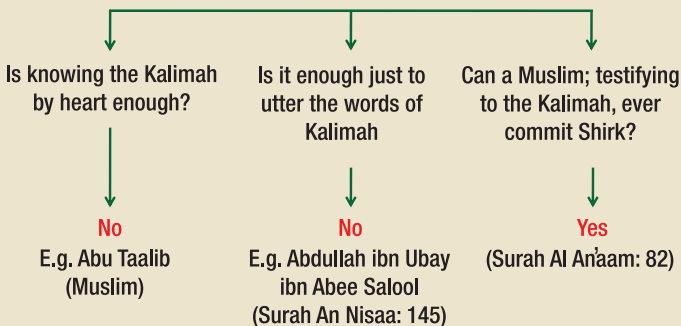 Is knowing the Kalimah
by heart enough?
No
E.g. Abu Taalib
(Muslim)
Is it enough just to
utter the words of
Kalimah
No
E.g. Abdullah ibn Ubay
ibn Abee Salool
(Surah An Nisaa: 145)
Can a Muslim; testifying
to the Kalimah, ever
commit Shirk?
Yes
(Surah Al An'aam: 82)